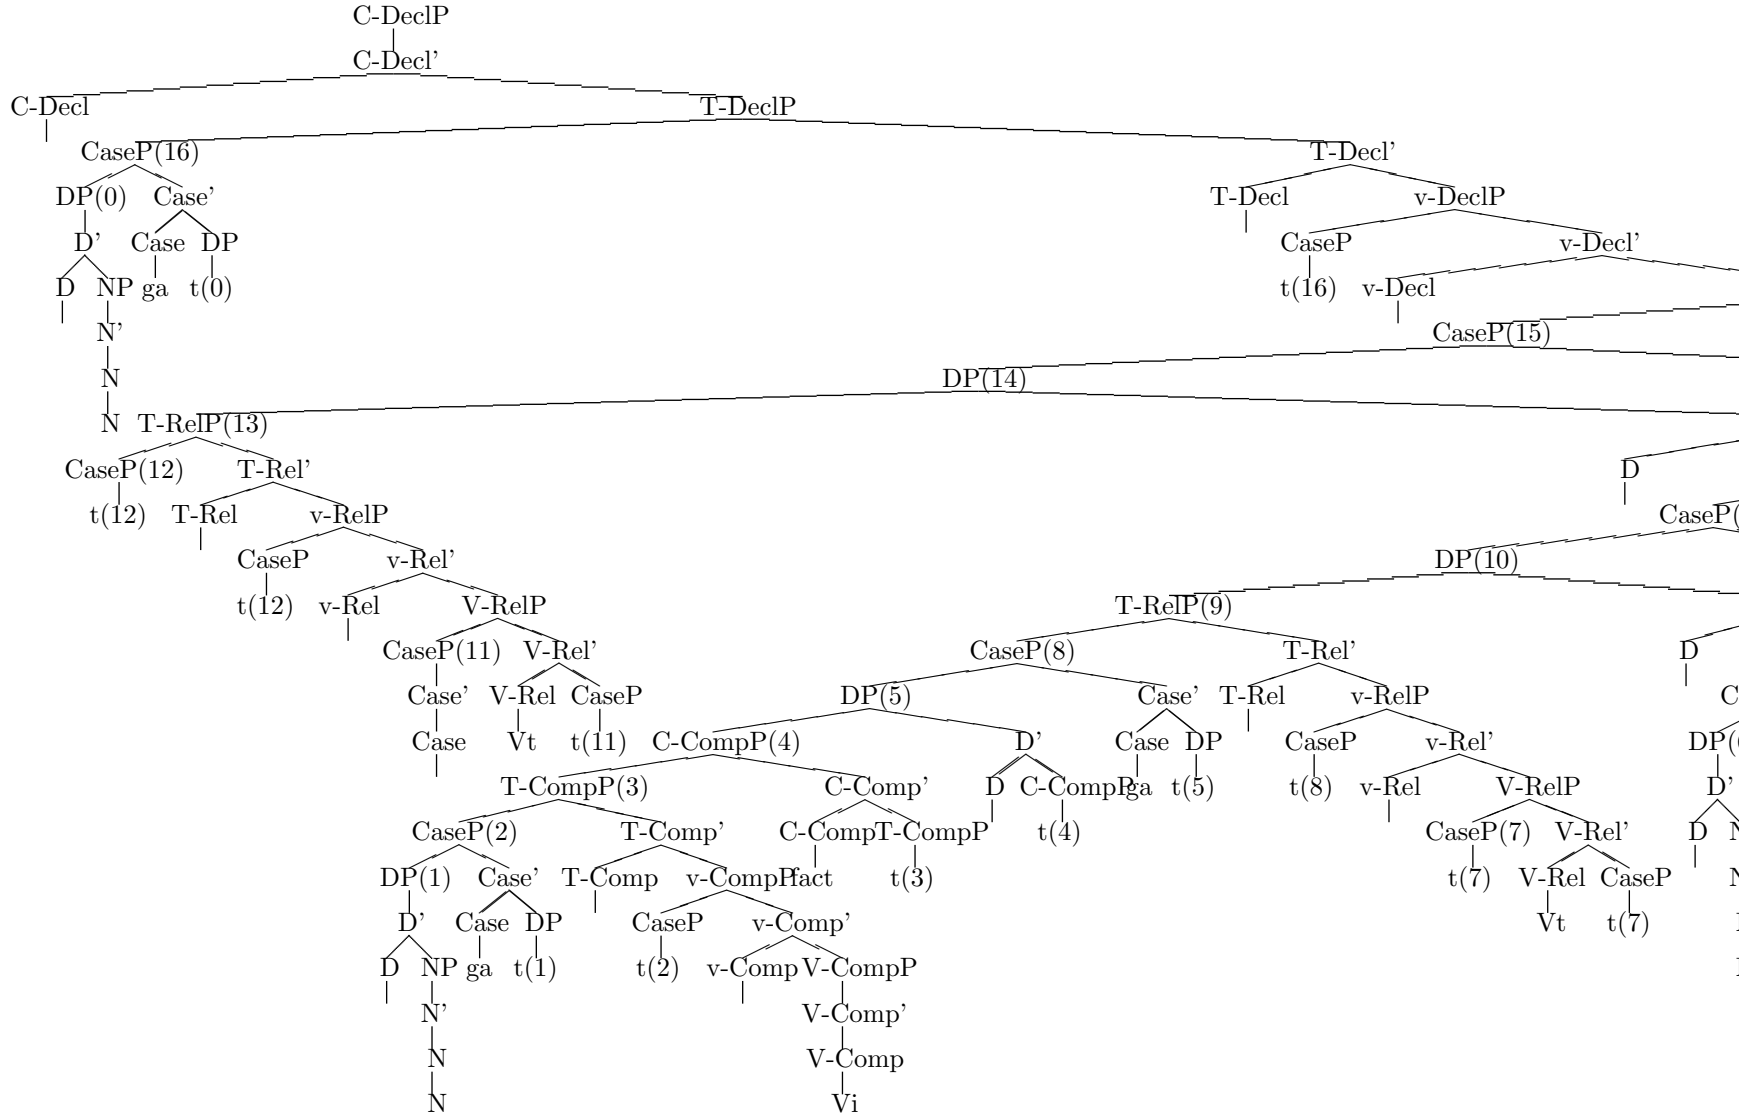 C-DeclP
C-Decl'
C-Decl T-DeclP
CaseP(16) T-Decl'
DP(0) Case' T-Decl v-DeclP
D' Case DP CaseP v-Decl'
D NP ga t(0) t(16) v-Decl
N' CaseP(15)
N DP(14)
N T-RelP(13)
CaseP(12) T-Rel' D
t(12) T-Rel v-RelP CaseP(
CaseP v-Rel' DP(10)
t(12) v-Rel V-RelP T-RelP(9)
CaseP(11) V-Rel' CaseP(8) T-Rel' D
Case' V-Rel CaseP DP(5) Case' T-Rel v-RelP
Case Vt t(11) C-CompP(4) D' Case DP CaseP v-Rel' DP(
T-CompP(3) C-Comp' D C-CompP ga t(5) t(8) v-Rel V-RelP D'
CaseP(2) T-Comp' C-Comp T-CompP t(4) CaseP(7) V-Rel' D
DP(1) Case' T-Comp v-CompP fact t(3) t(7) V-Rel CaseP
D' Case DP CaseP v-Comp' Vt t(7)
D NP ga t(1) t(2) v-Comp V-CompP
N' V-Comp'
N V-Comp
N Vi